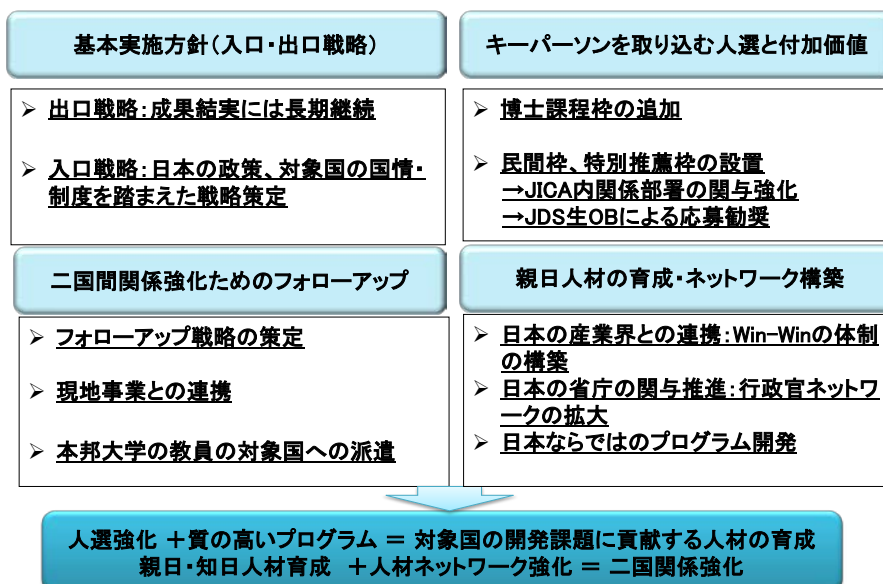 基本実施方針（入口・出口戦略）
➢ 出口戦略：成果結実には長期継続
➢ 入口戦略：日本の政策、対象国の国情・
制度を踏まえた戦略策定
キーパーソンを取り込む人選と付加価値
➢ 博士課程枠の追加
➢ 民間枠、特別推薦枠の設置
→JICA内関係部署の関与強化
→JDS生OBによる応募勧奨
二国間関係強化ためのフォローアップ
➢ フォローアップ戦略の策定
➢ 現地事業との連携
➢ 本邦大学の教員の対象国への派遣
親日人材の育成・ネットワーク構築
➢ 日本の産業界との連携：Win-Winの体制
の構築
➢ 日本の省庁の関与推進：行政官ネットワ
ークの拡大
➢ 日本ならではのプログラム開発
人選強化 ＋質の高いプログラム ＝ 対象国の開発課題に貢献する人材の育成
親日・知日人材育成 ＋人材ネットワーク強化 ＝ 二国関係強化